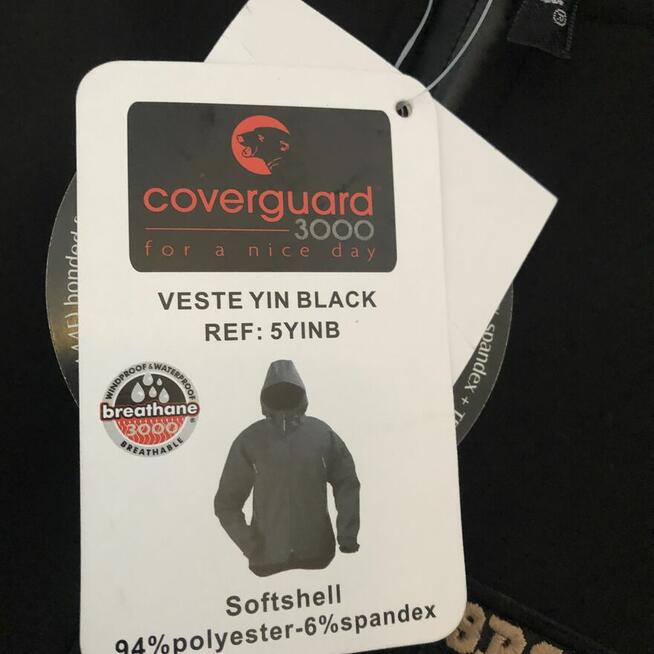 coverguard
3000
for a nice day
VESTE YIN BLACK
REF: 5YINB
WINDPROOF & WATERPROOF
breathane®
3000
BREATHABLE
Softshell
94%polyester-6%spandex
spandex +
bonded